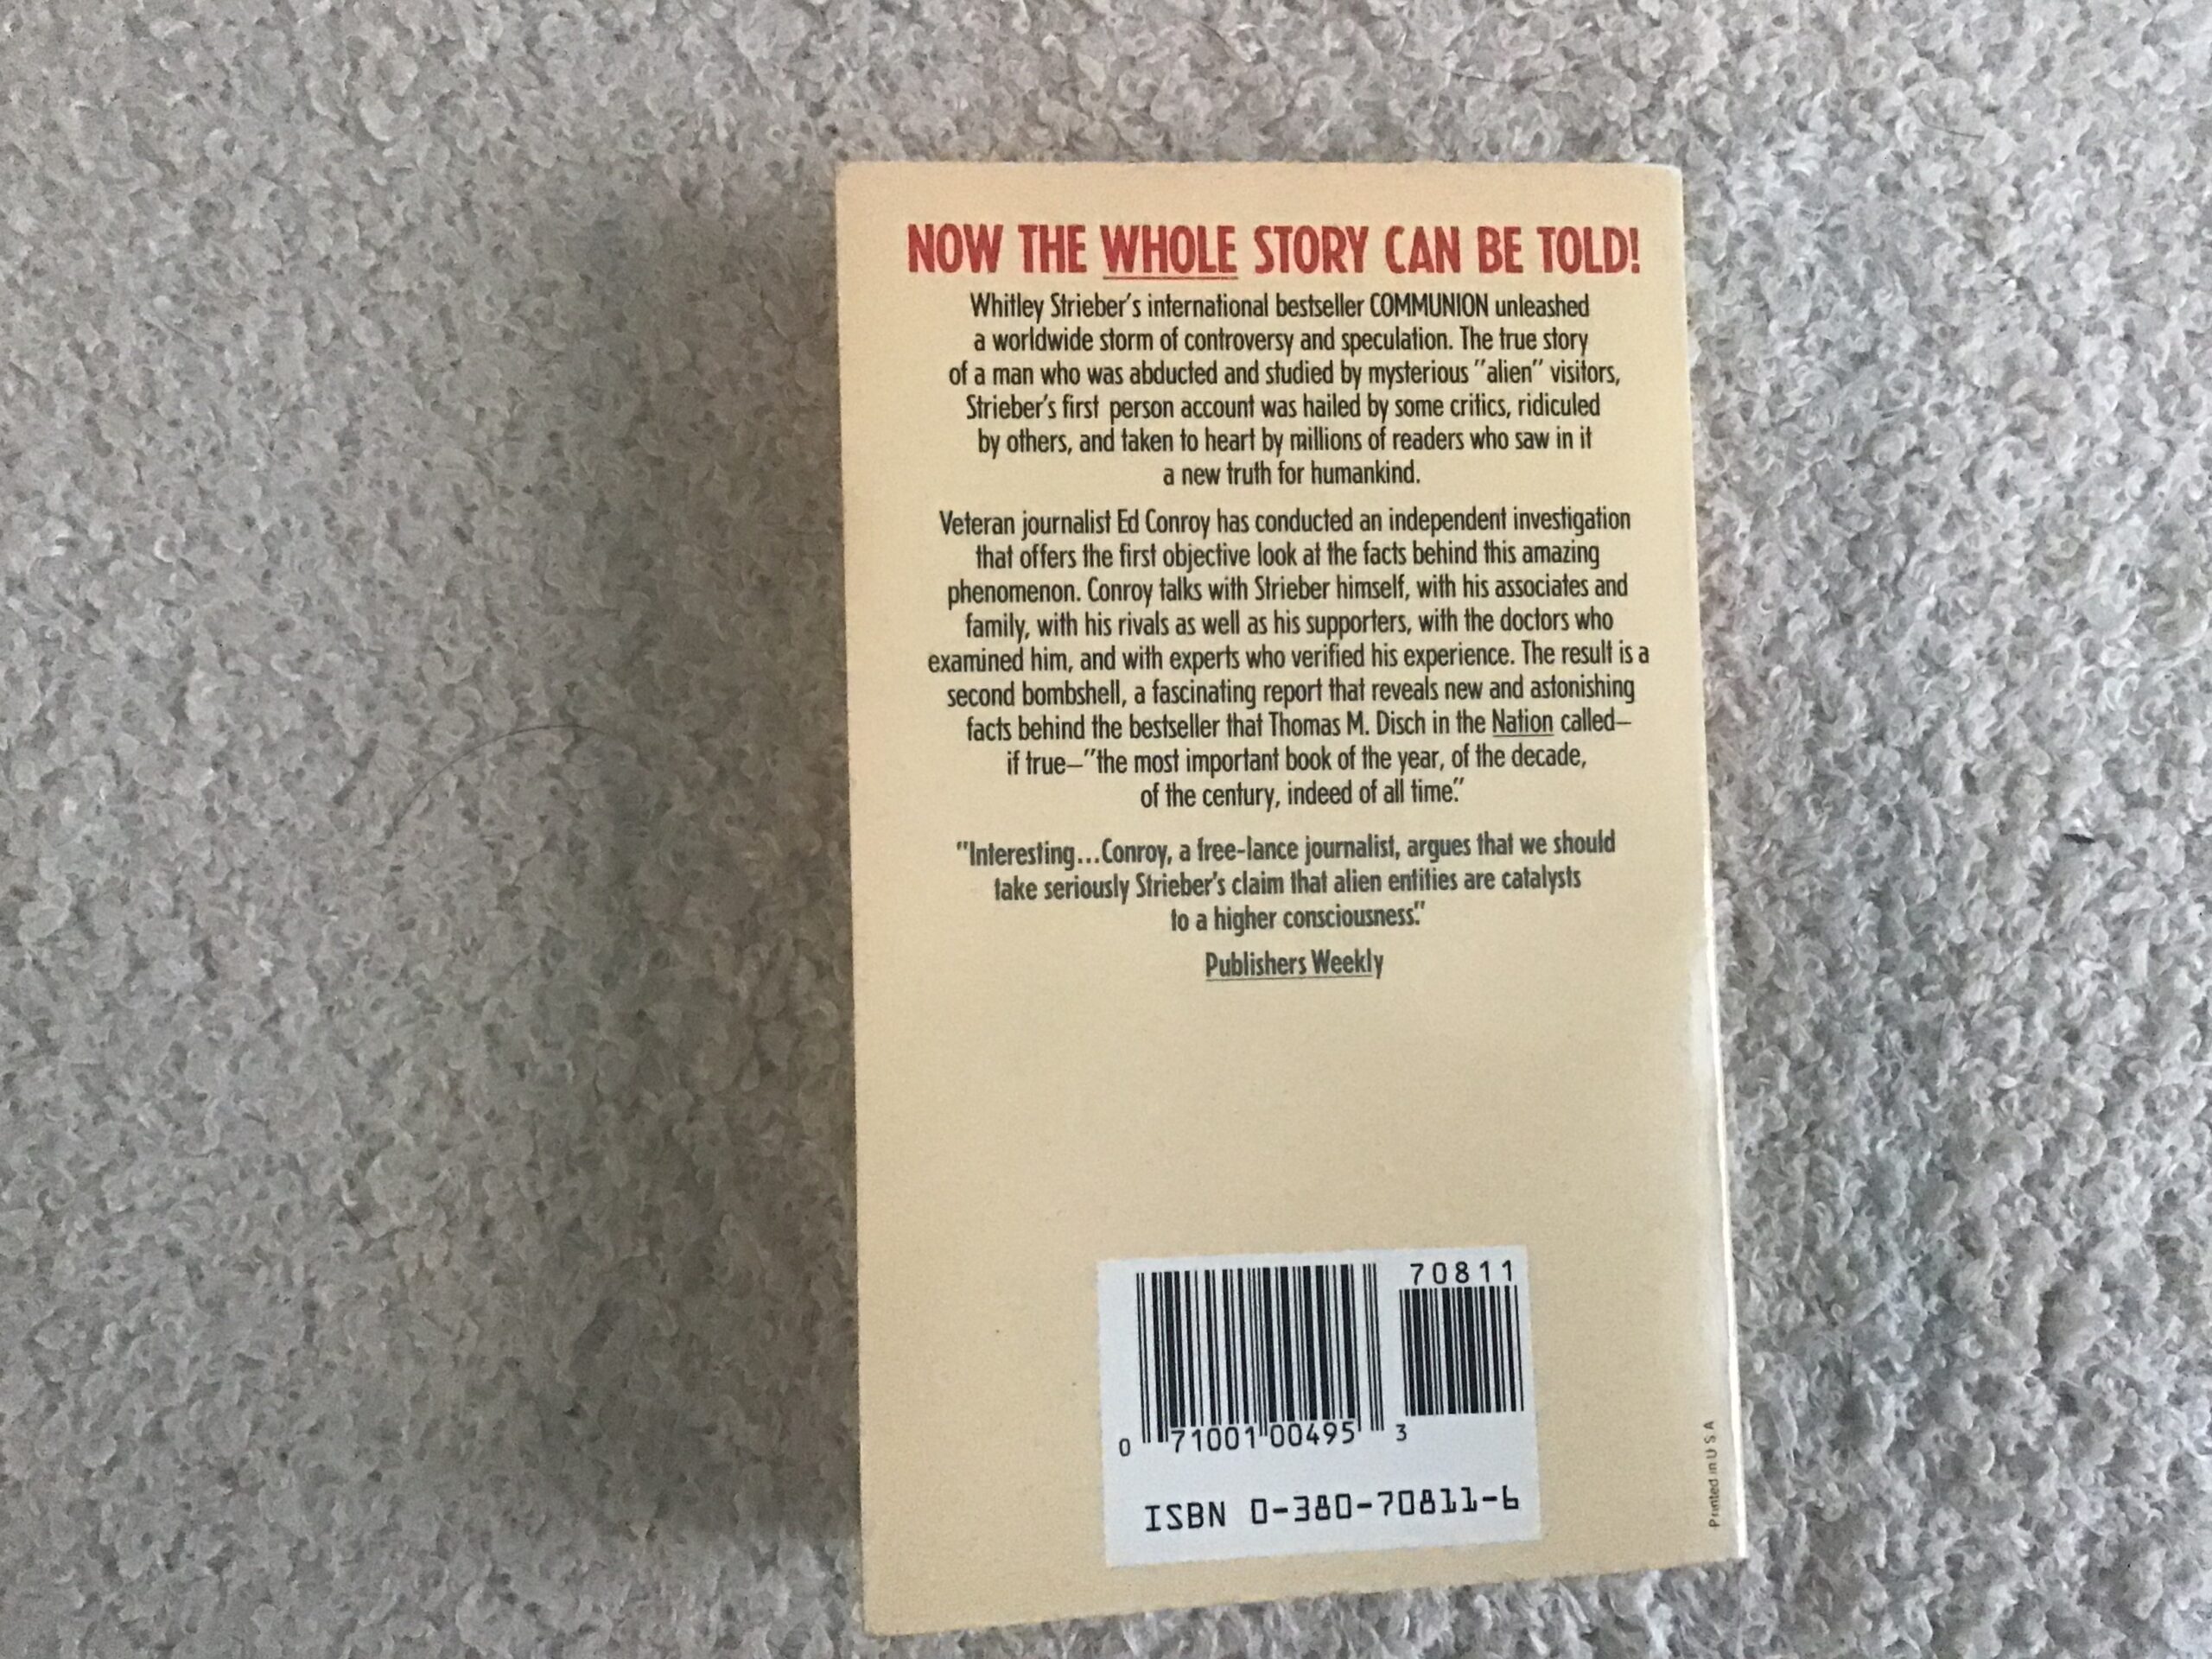 NOW THE WHOLE STORY CAN BE TOLD!
Whitley Strieber's international bestseller COMMUNION unleashed
a worldwide storm of controversy and speculation. The true story
of a man who was abducted and studied by mysterious "alien" visitors,
Strieber's first person account was hailed by some critics, ridiculed
by others, and taken to heart by millions of readers who saw in it
a new truth for humankind.
Veteran journalist Ed Conroy has conducted an independent investigation
that offers the first objective look at the facts behind this amazing
phenomenon. Conroy talks with Strieber himself, with his associates and
family, with his rivals as well as his supporters, with the doctors who
examined him, and with experts who verified his experience. The result is a
second bombshell, a fascinating report that reveals new and astonishing
facts behind the bestseller that Thomas M. Disch in the Nation called—
if true—"the most important book of the year, of the decade,
of the century, indeed of all time."
"Interesting...Conroy, a free-lance journalist, argues that we should
take seriously Strieber's claim that alien entities are catalysts
to a higher consciousness."
Publishers Weekly
70811
0 71001 00495 3
ISBN 0-380-70811-6
Printed in U S A